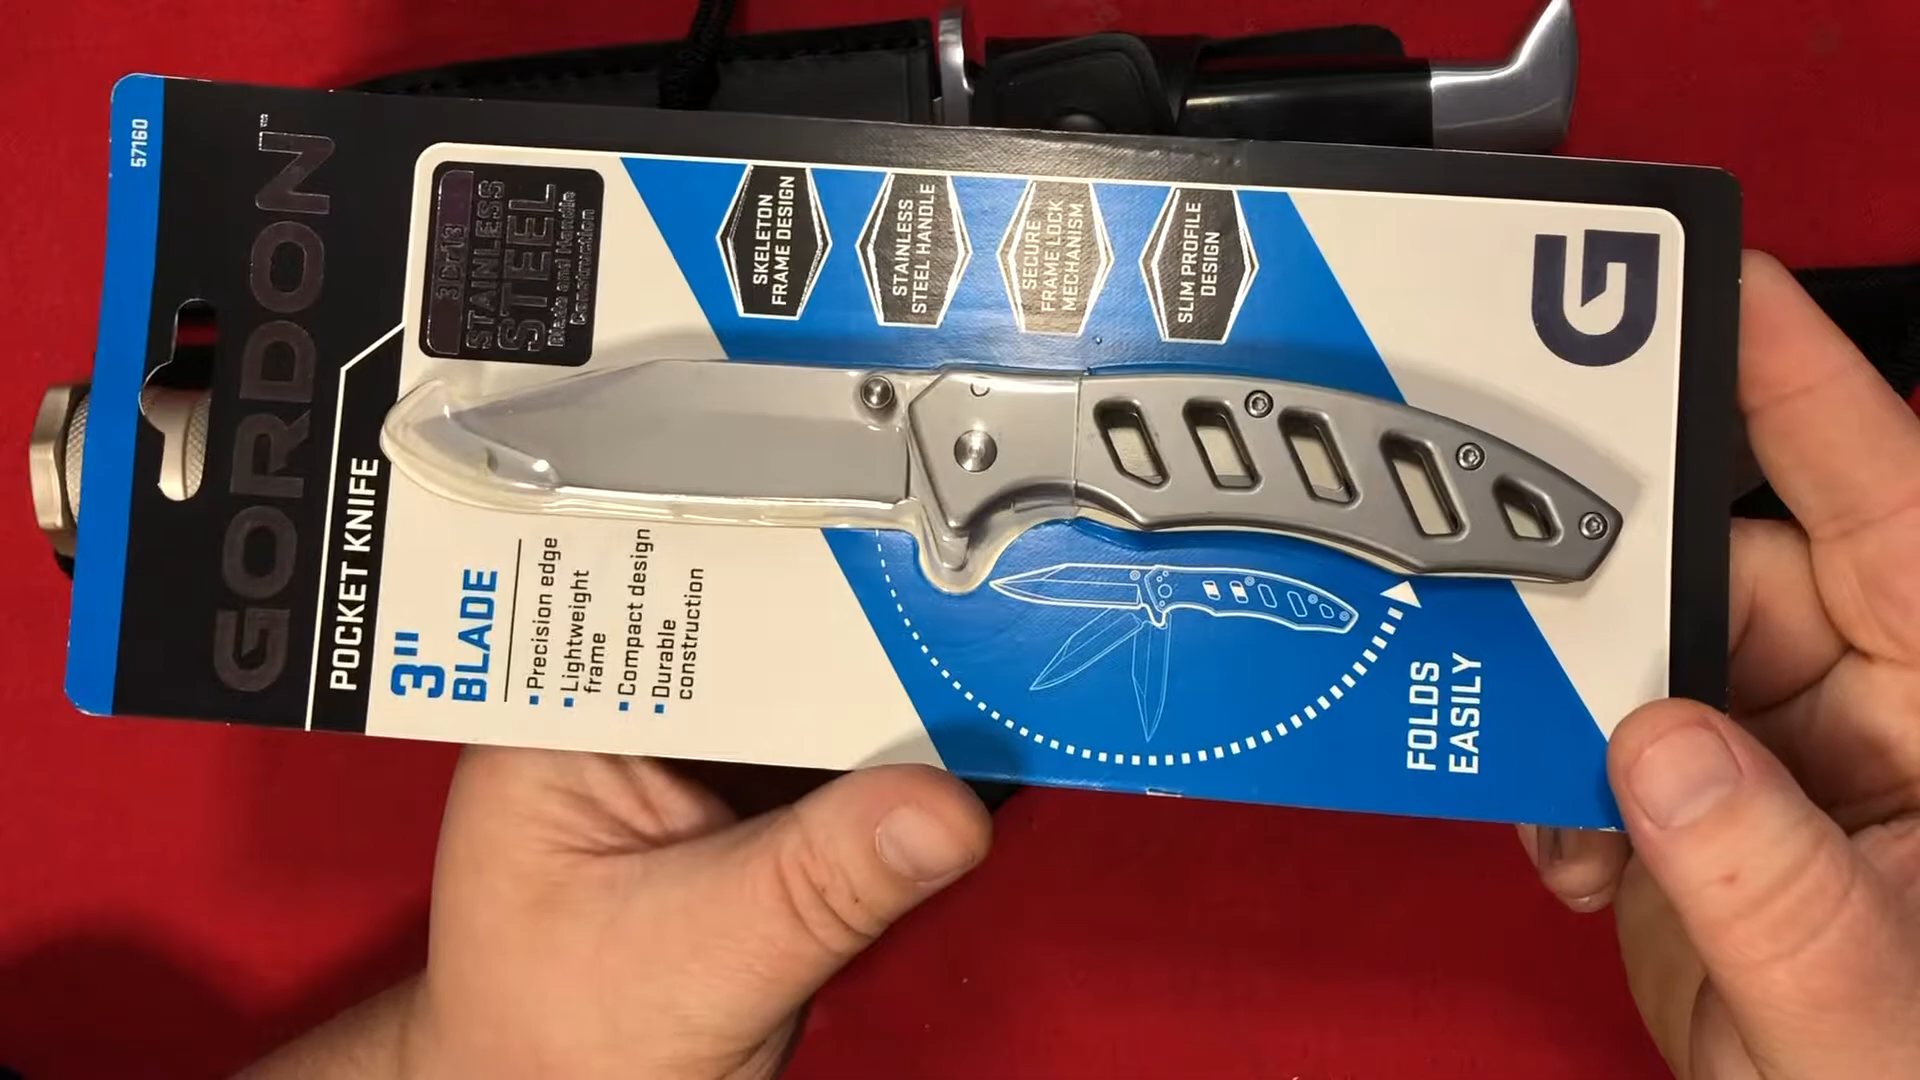 57160
GORDON™
POCKET KNIFE
3Cr13
STAINLESS
STEEL
Blade and Handle
Construction
SKELETON
FRAME DESIGN
STAINLESS
STEEL HANDLE
SECURE
FRAME LOCK
MECHANISM
SLIM PROFILE
DESIGN
G
3"
BLADE
▪ Precision edge
▪ Lightweight
frame
▪ Compact design
▪ Durable
construction
FOLDS
EASILY